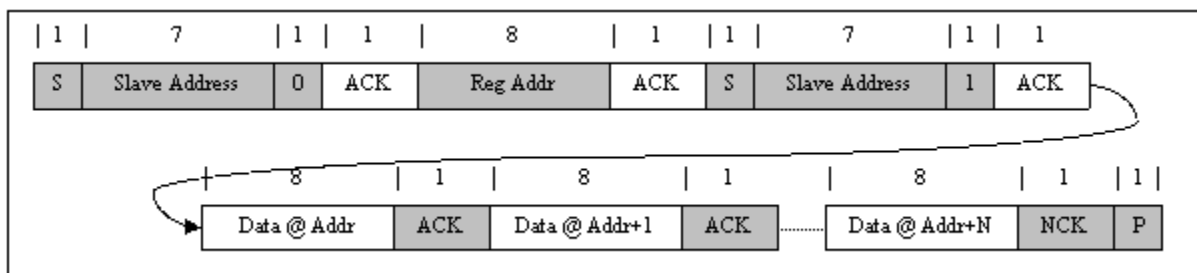 | 1 | 7 | 1 | 1 | 8 | 1 | 1 | 7 | 1 | 1
S Slave Address 0 ACK Reg Addr ACK S Slave Address 1 ACK
| 8 | 1 | 8 | 1 | 8 | 1 | 1 |
Data @ Addr ACK Data @ Addr+1 ACK ........... Data @ Addr+N NCK P